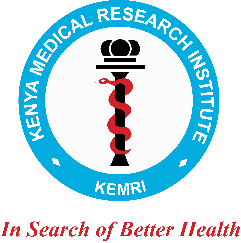 KENYA MEDICAL RESEARCH INSTITUTE
KEMRI
In Search of Better Health